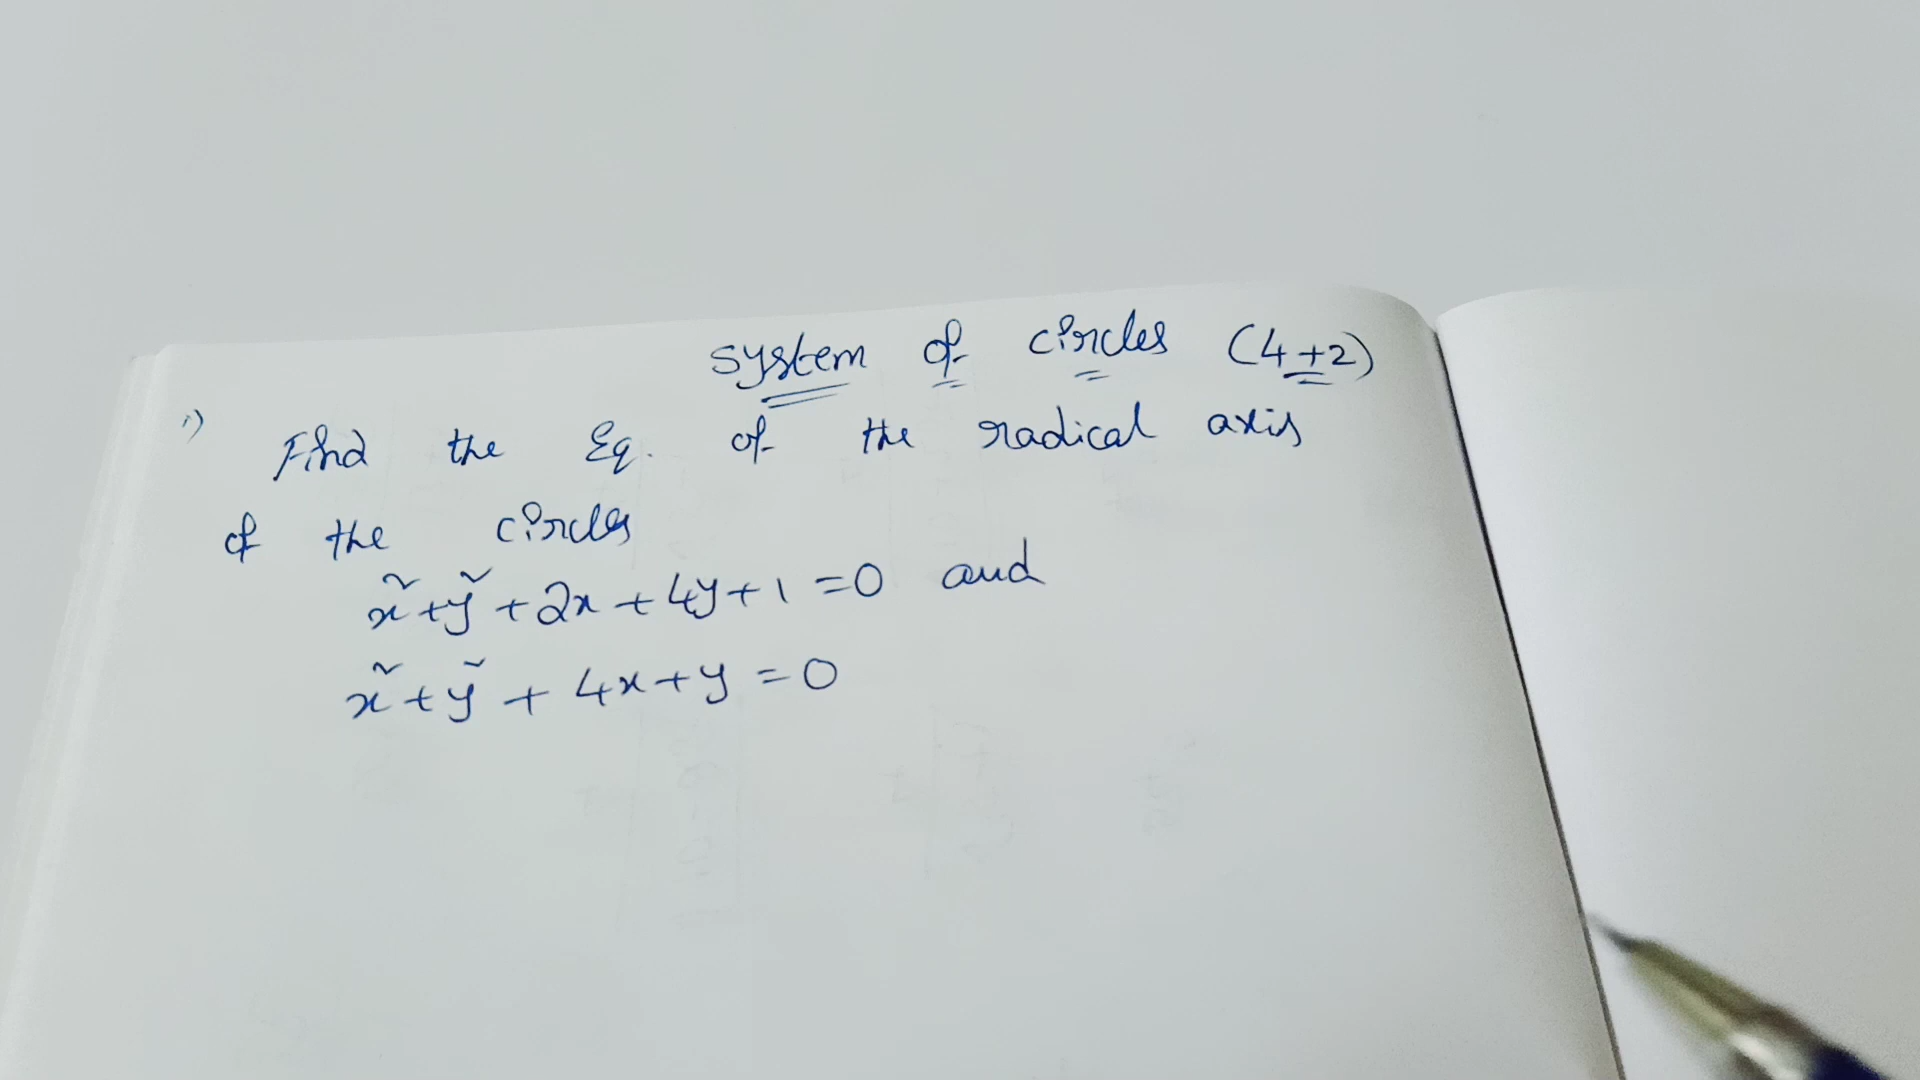 System of circles (4+2)
1) Find the Eq. of the radical axis
of the circles
x²+y²+2x+4y+1=0 and
x²+y²+4x+y=0